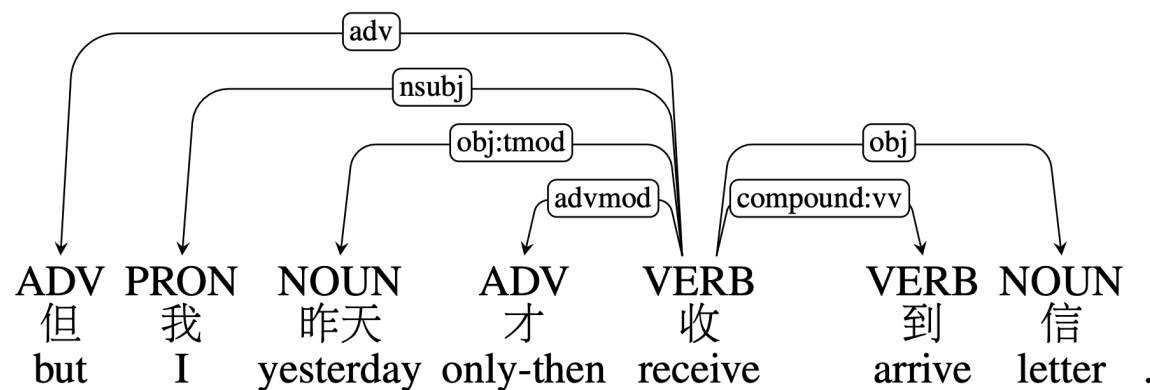 adv
nsubj
obj:tmod obj
advmod compound:vv
ADV PRON NOUN ADV VERB VERB NOUN
但 我 昨天 才 收 到 信
but I yesterday only-then receive arrive letter .